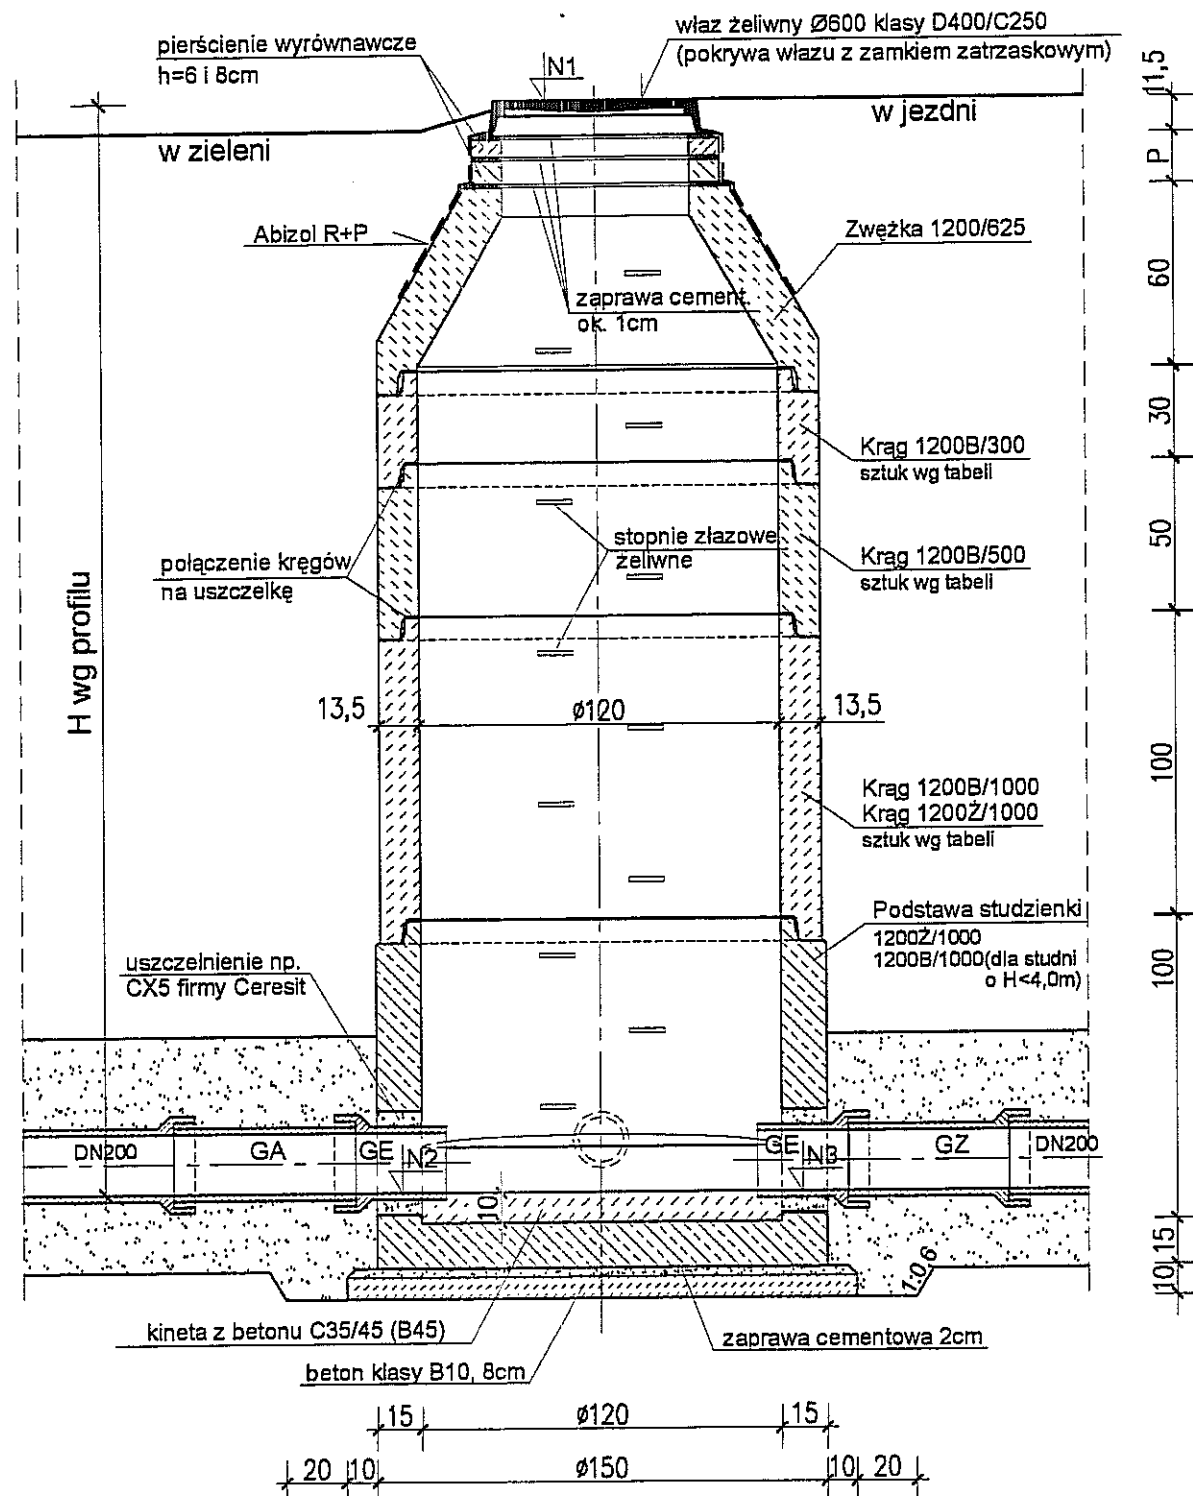 właz żeliwny Ø600 klasy D400/C250
(pokrywa włazu z zamkiem zatrzaskowym)
pierścienie wyrównawcze
h=6 i 8cm
N1
11,5
w jezdni
w zieleni
P
Abizol R+P
Zwężka 1200/625
60
zaprawa cement.
ok. 1cm
30
Krąg 1200B/300
sztuk wg tabeli
50
stopnie złazowe
żeliwne
Krąg 1200B/500
sztuk wg tabeli
połączenie kręgów
na uszczelkę
H wg profilu
13,5
ø120
13,5
100
Krąg 1200B/1000
Krąg 1200Ż/1000
sztuk wg tabeli
Podstawa studzienki
1200Ż/1000
1200B/1000(dla studni
o H<4,0m)
100
uszczelnienie np.
CX5 firmy Ceresit
DN200
GA
GE
N2
GE
N3
GZ
DN200
10
15
10
1:0,6
kineta z betonu C35/45 (B45)
zaprawa cementowa 2cm
beton klasy B10, 8cm
15
ø120
15
20
10
ø150
10
20